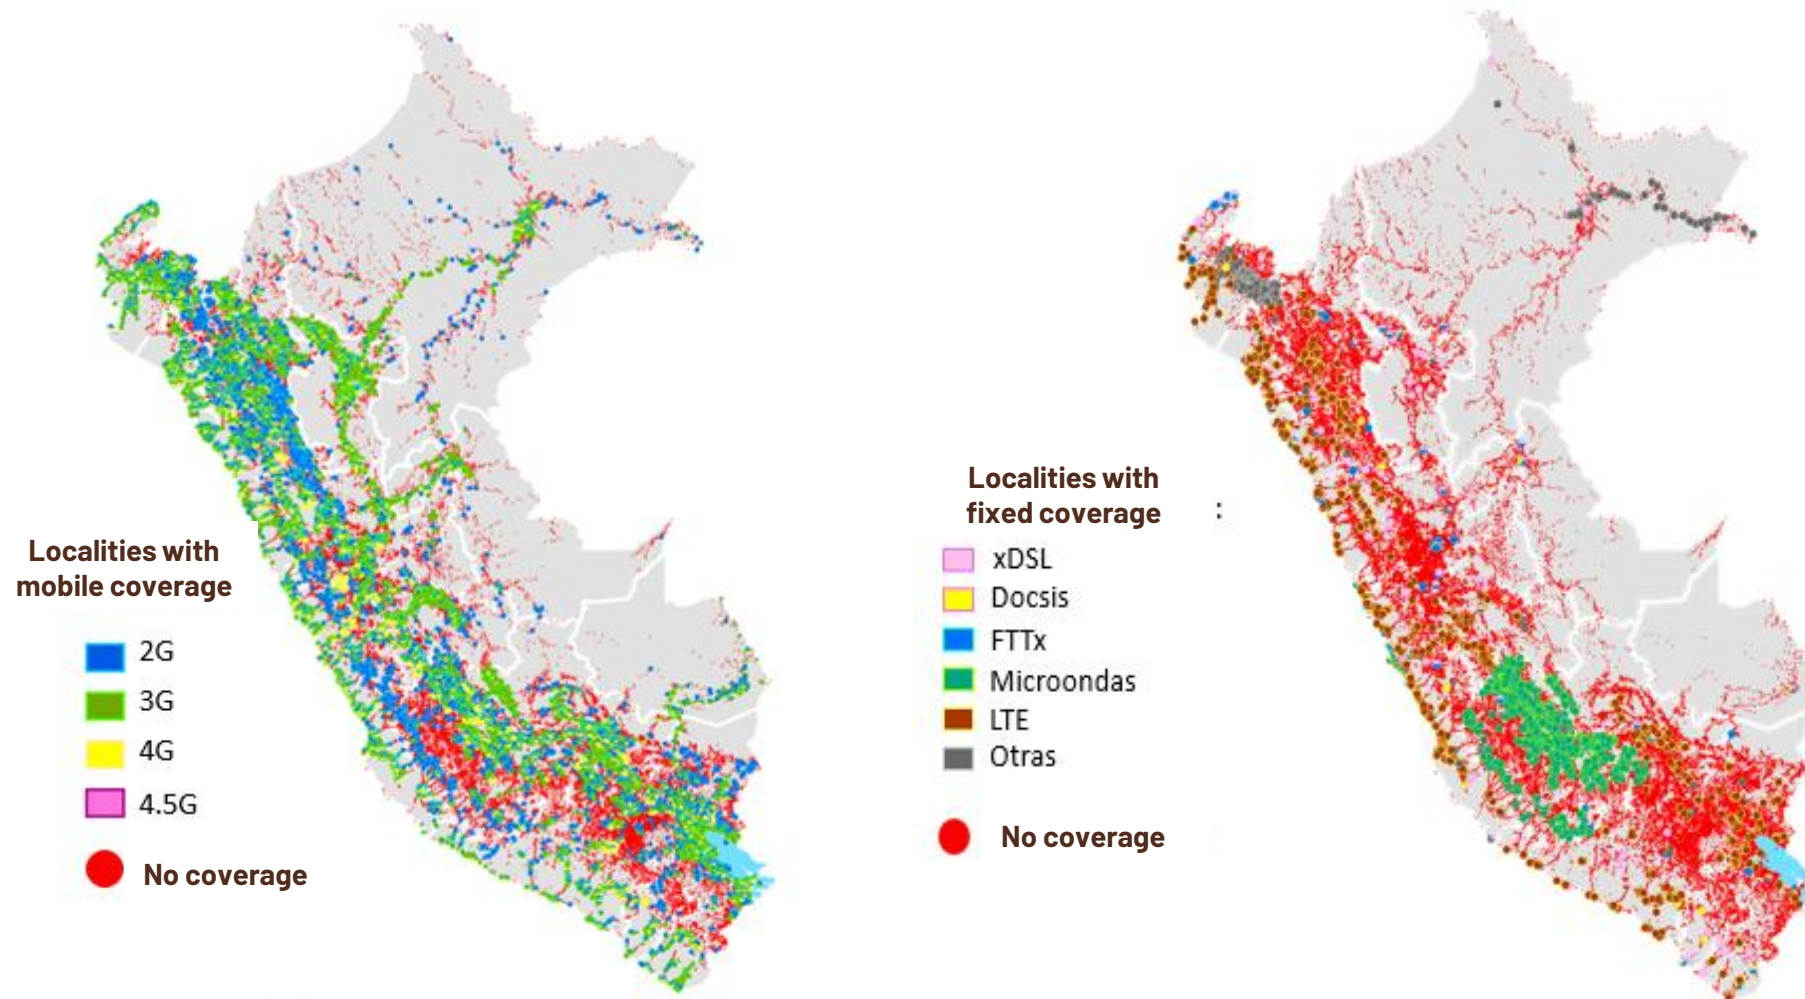 Localities with
mobile coverage
2G
3G
4G
4.5G
No coverage
Localities with
fixed coverage
:
xDSL
Docsis
FTTx
Microondas
LTE
Otras
No coverage